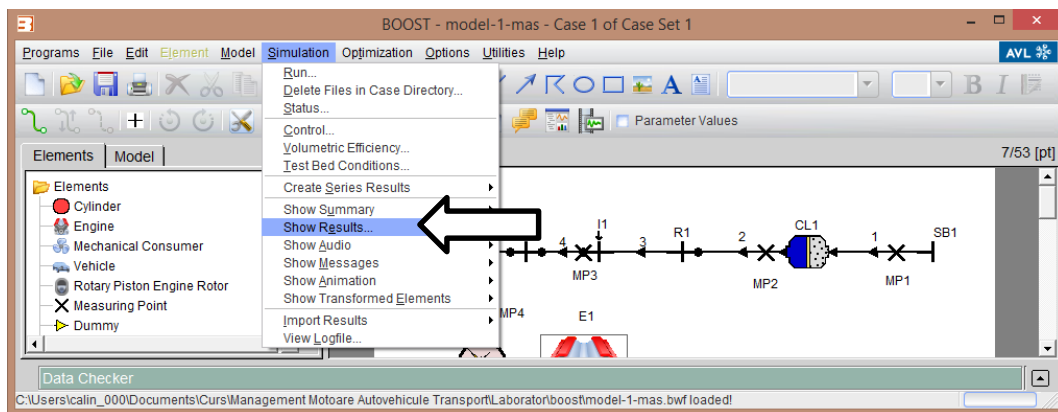 BOOST - model-1-mas - Case 1 of Case Set 1
Programs File Edit Element Model Simulation Optimization Options Utilities Help
AVL
A
B I
Parameter Values
Elements Model
7/53 [pt]
Elements
Cylinder
Engine
Mechanical Consumer
Vehicle
Rotary Piston Engine Rotor
Measuring Point
Dummy
Run...
Delete Files in Case Directory...
Status...
Control...
Volumetric Efficiency...
Test Bed Conditions...
Create Series Results
Show Summary
Show Results...
Show Audio
Show Messages
Show Animation
Show Transformed Elements
Import Results
View Logfile...
I1 R1 CL1 SB1
4 3 2 1
MP3 MP2 MP1
MP4 E1
Data Checker
C:\Users\calin_000\Documents\Curs\Management Motoare Autovehicule Transport\Laborator\boost\model-1-mas.bwf loaded!